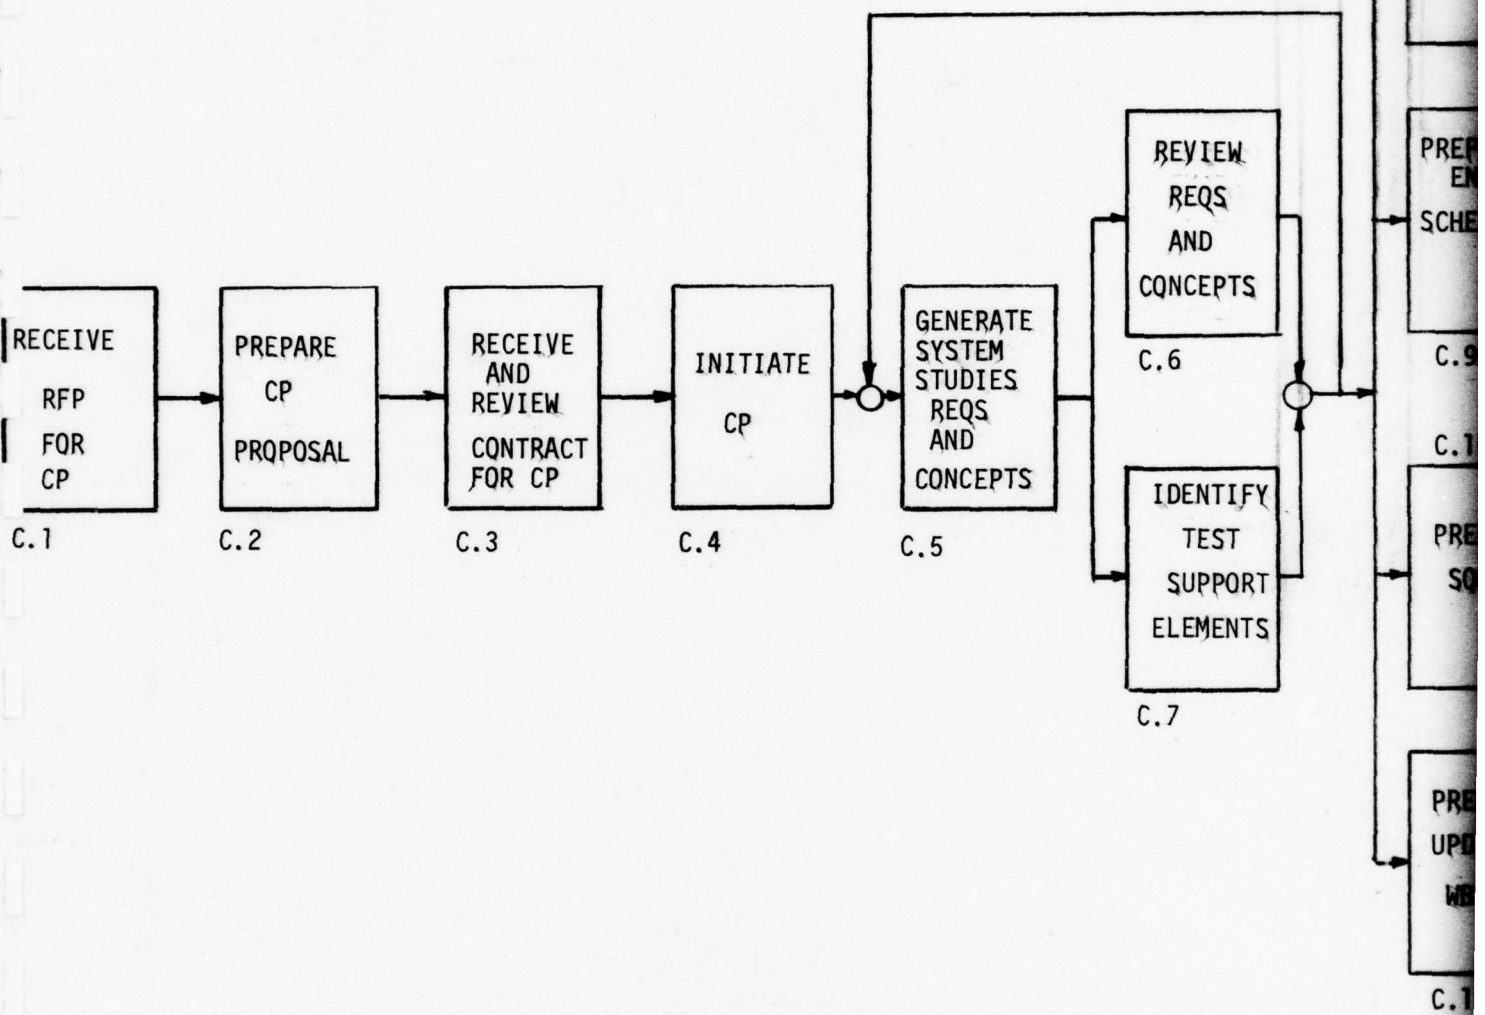 RECEIVE
RFP
FOR
CP
C.1
PREPARE
CP
PROPOSAL
C.2
RECEIVE
AND
REVIEW
CONTRACT
FOR CP
C.3
INITIATE
CP
C.4
GENERATE
SYSTEM
STUDIES
REQS
AND
CONCEPTS
C.5
REVIEW
REQS
AND
CONCEPTS
C.6
IDENTIFY
TEST
SUPPORT
ELEMENTS
C.7
C.9